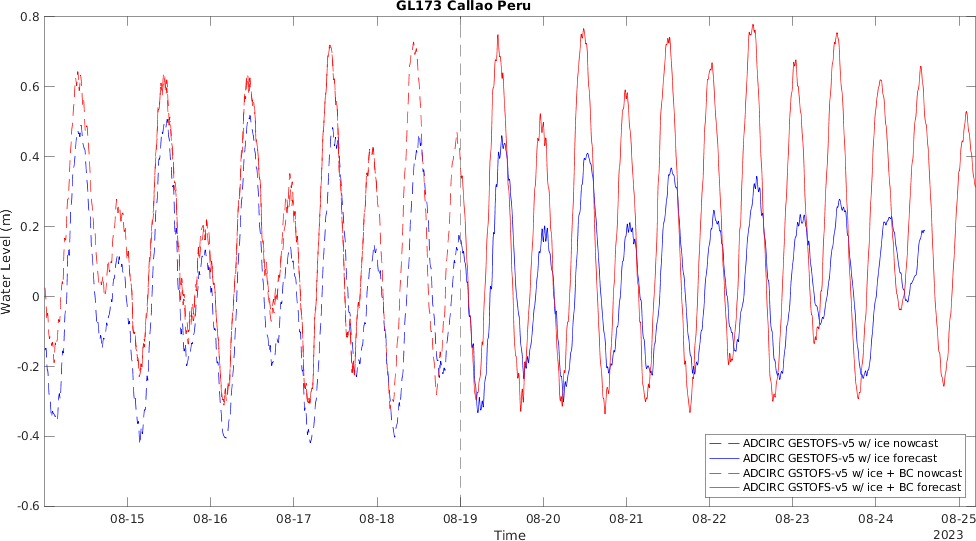 GL173 Callao Peru
0.8
0.6
0.4
0.2
0
-0.2
-0.4
-0.6
Water Level (m)
08-15 08-16 08-17 08-18 08-19 08-20 08-21 08-22 08-23 08-24 08-25
Time
2023
ADCIRC GESTOFS-v5 w/ ice nowcast
ADCIRC GESTOFS-v5 w/ ice forecast
ADCIRC GSTOFS-v5 w/ ice + BC nowcast
ADCIRC GSTOFS-v5 w/ ice + BC forecast